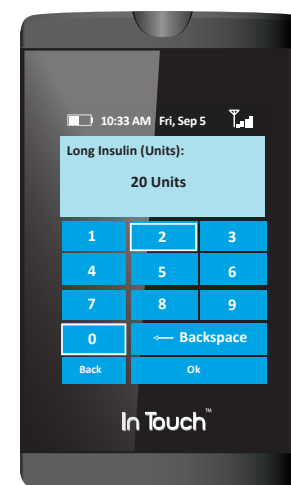 10:33 AM Fri, Sep 5
Long Insulin (Units):
20 Units
1 2 3
4 5 6
7 8 9
0 ⟵ Backspace
Back Ok
In Touch™